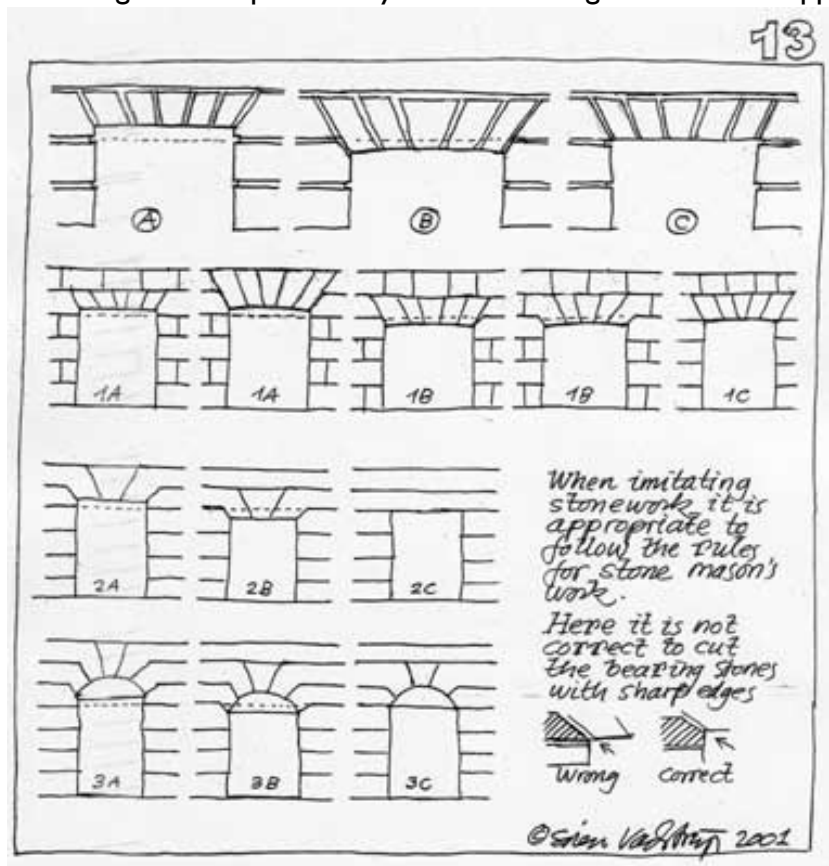 13
A B C
1A 1A 1B 1B 1C
2A 2B 2C
When imitating
stonework, it is
appropriate to
follow the rules
for stone mason's
work.
Here it is not
correct to cut
the bearing stones
with sharp edges
3A 3B 3C
Wrong correct
© Søren Vadstrup 2001